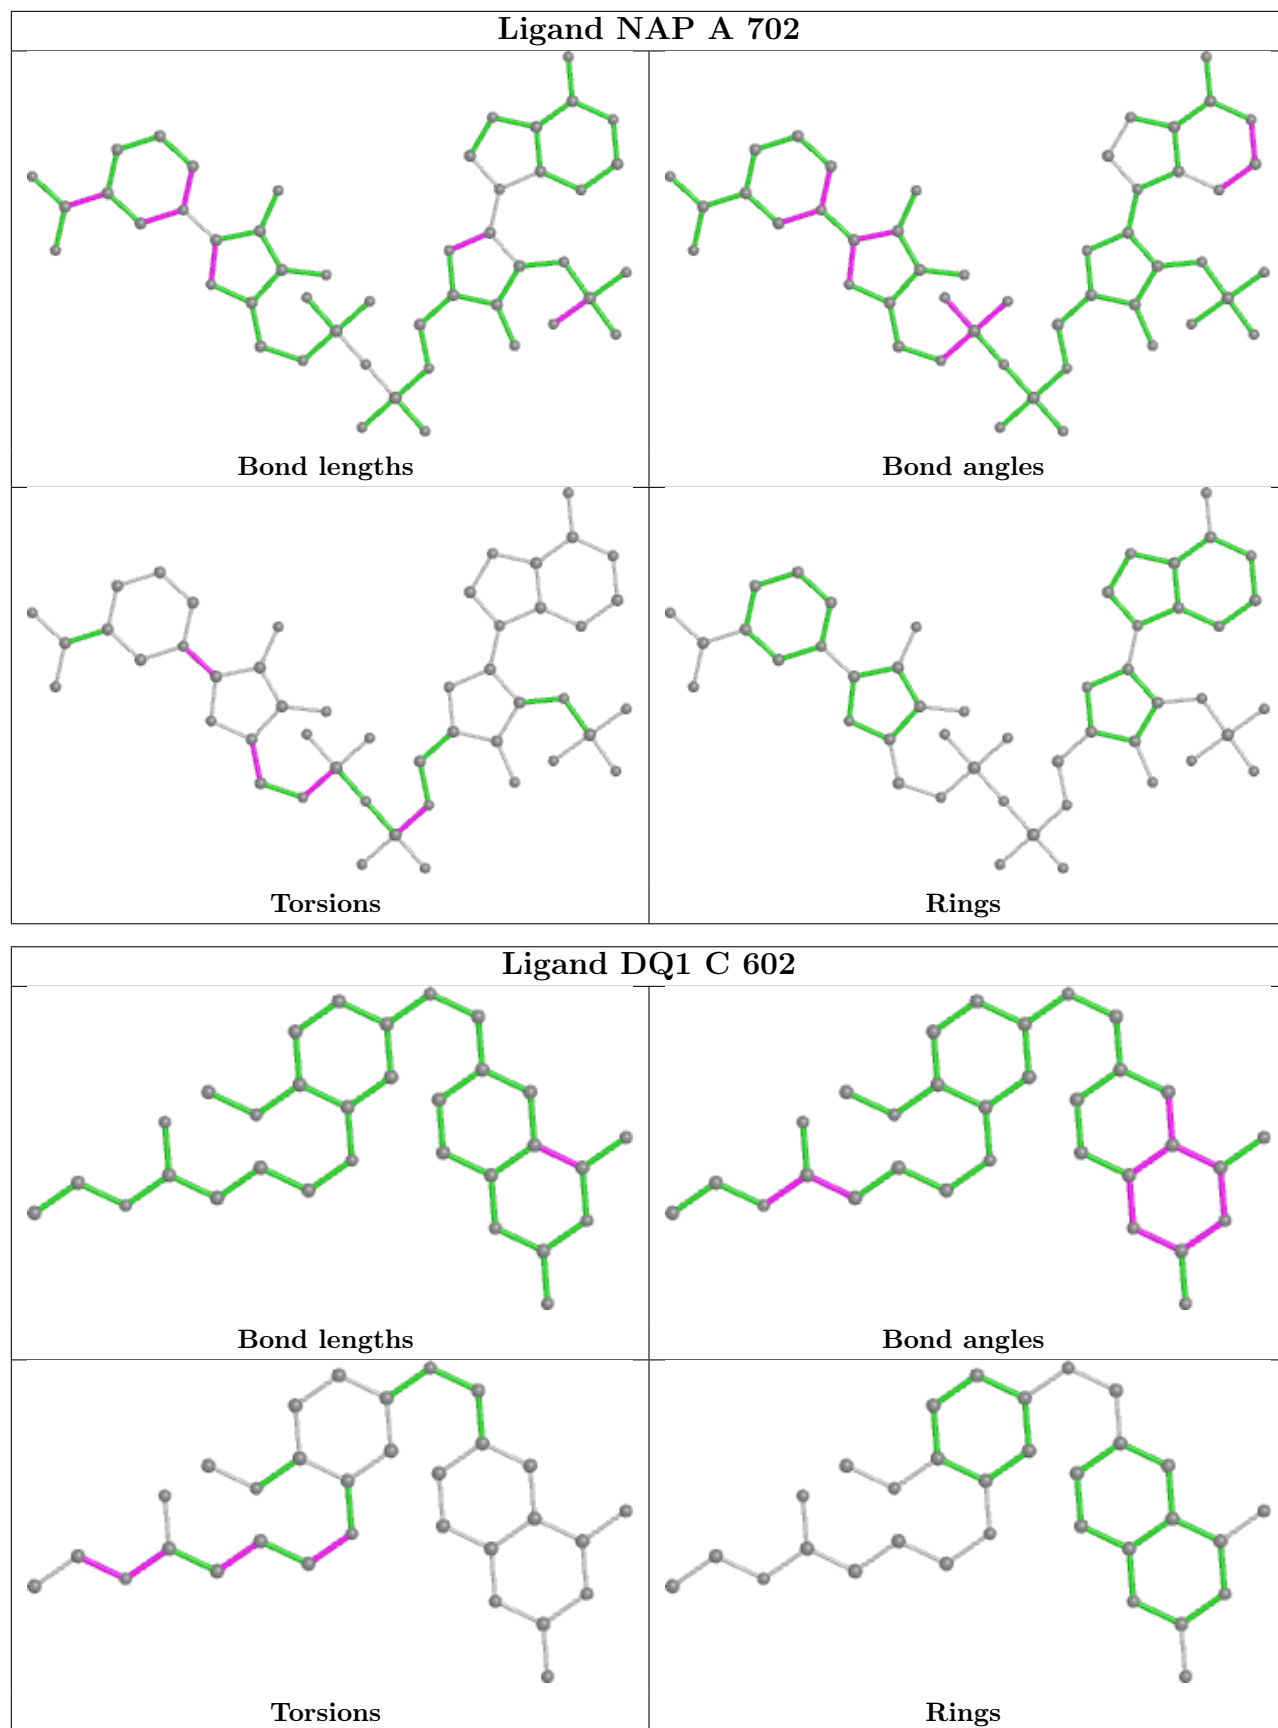 Ligand NAP A 702
Bond lengths
Bond angles
Torsions
Rings
Ligand DQ1 C 602
Bond lengths
Bond angles
Torsions
Rings